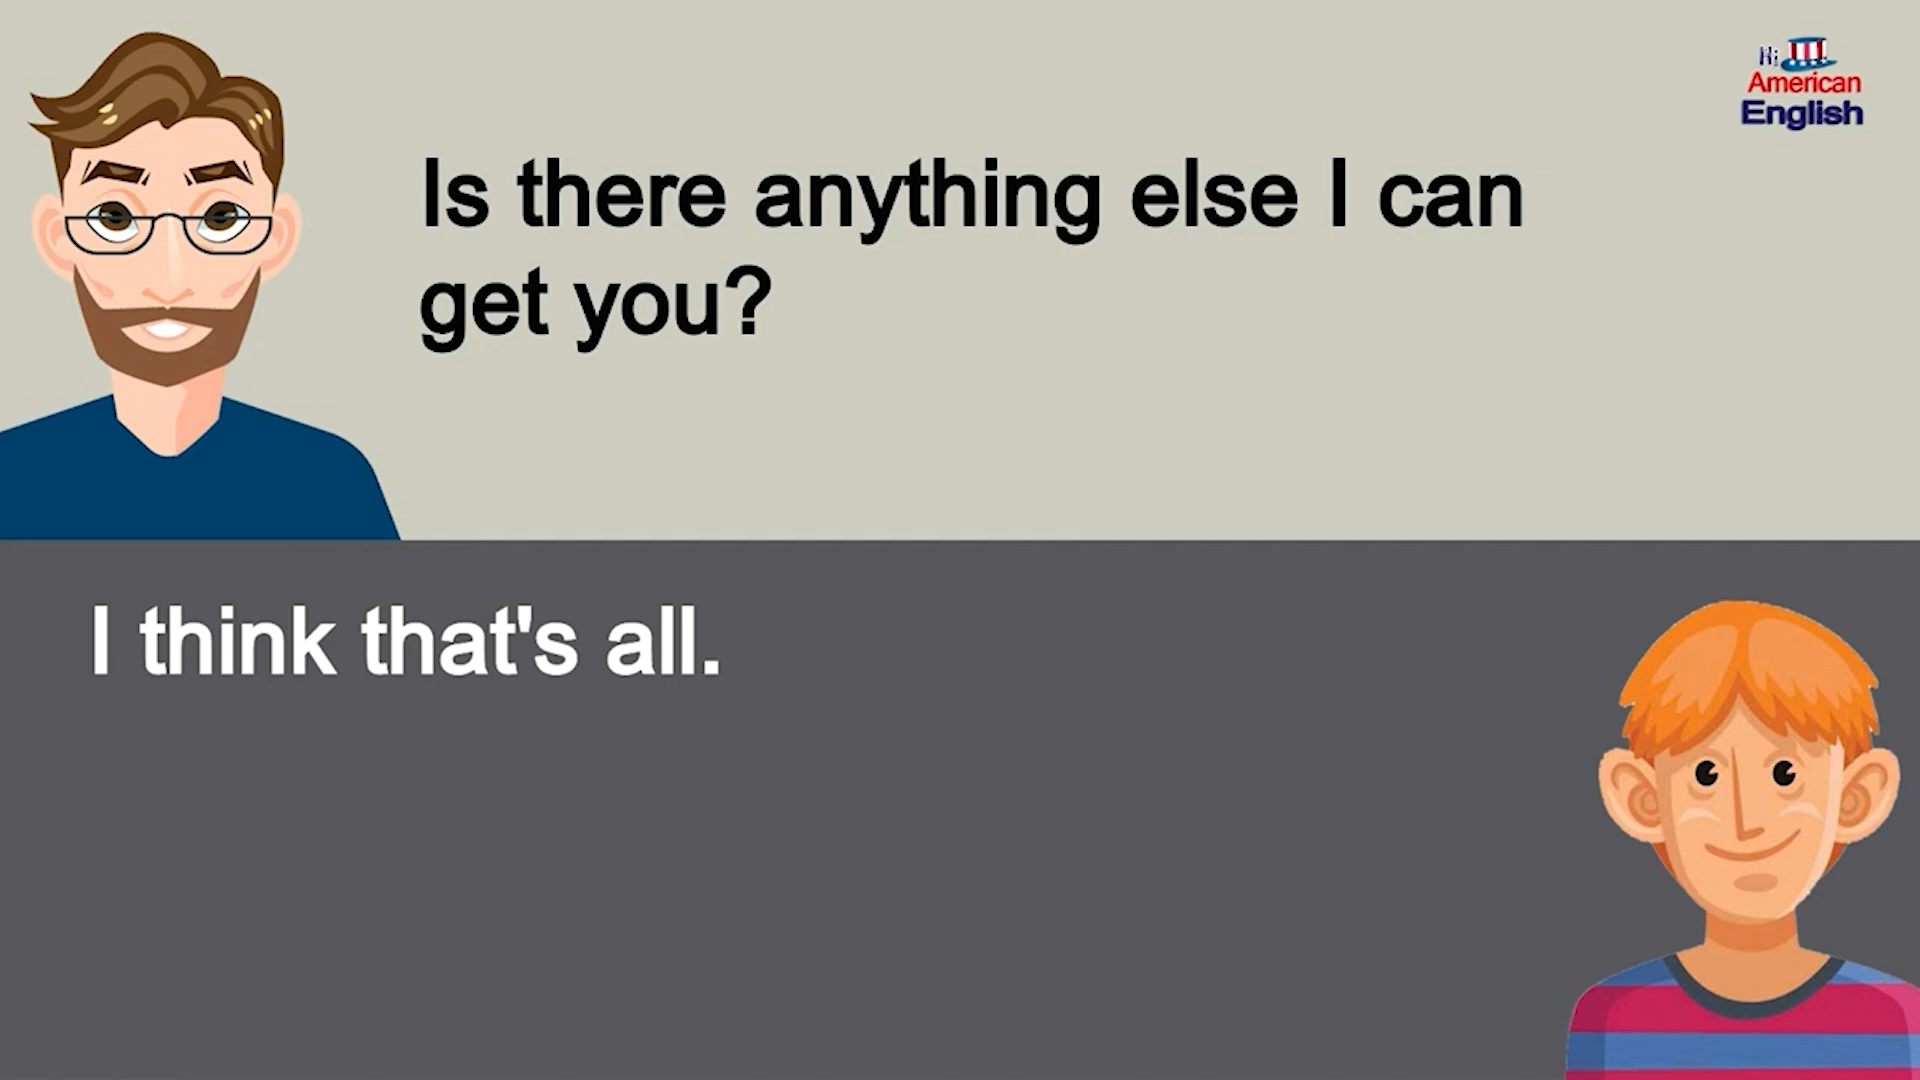 Hi
American
English
Is there anything else I can
get you?
I think that's all.